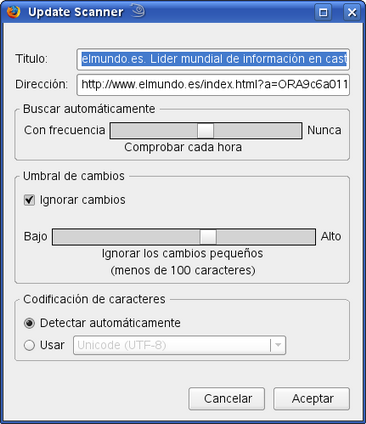 Update Scanner
Titulo: elmundo.es. Lider mundial de información en cast
Dirección: http://www.elmundo.es/index.html?a=ORA9c6a011
Buscar automáticamente
Con frecuencia Nunca
Comprobar cada hora
Umbral de cambios
Ignorar cambios
Bajo Alto
Ignorar los cambios pequeños
(menos de 100 caracteres)
Codificación de caracteres
Detectar automáticamente
Usar Unicode (UTF-8)
Cancelar Aceptar